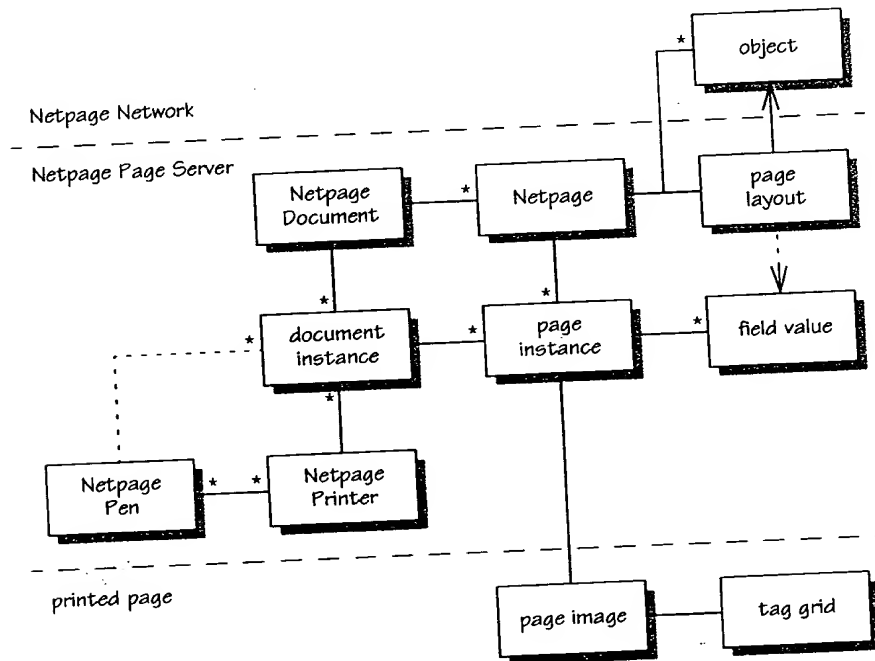 *
object
Netpage Network
Netpage Page Server
Netpage
Document
*
Netpage
page
layout
*
*
*
document
instance
*
page
instance
*
field value
*
Netpage
Pen
*
*
Netpage
Printer
printed page
page image
tag grid